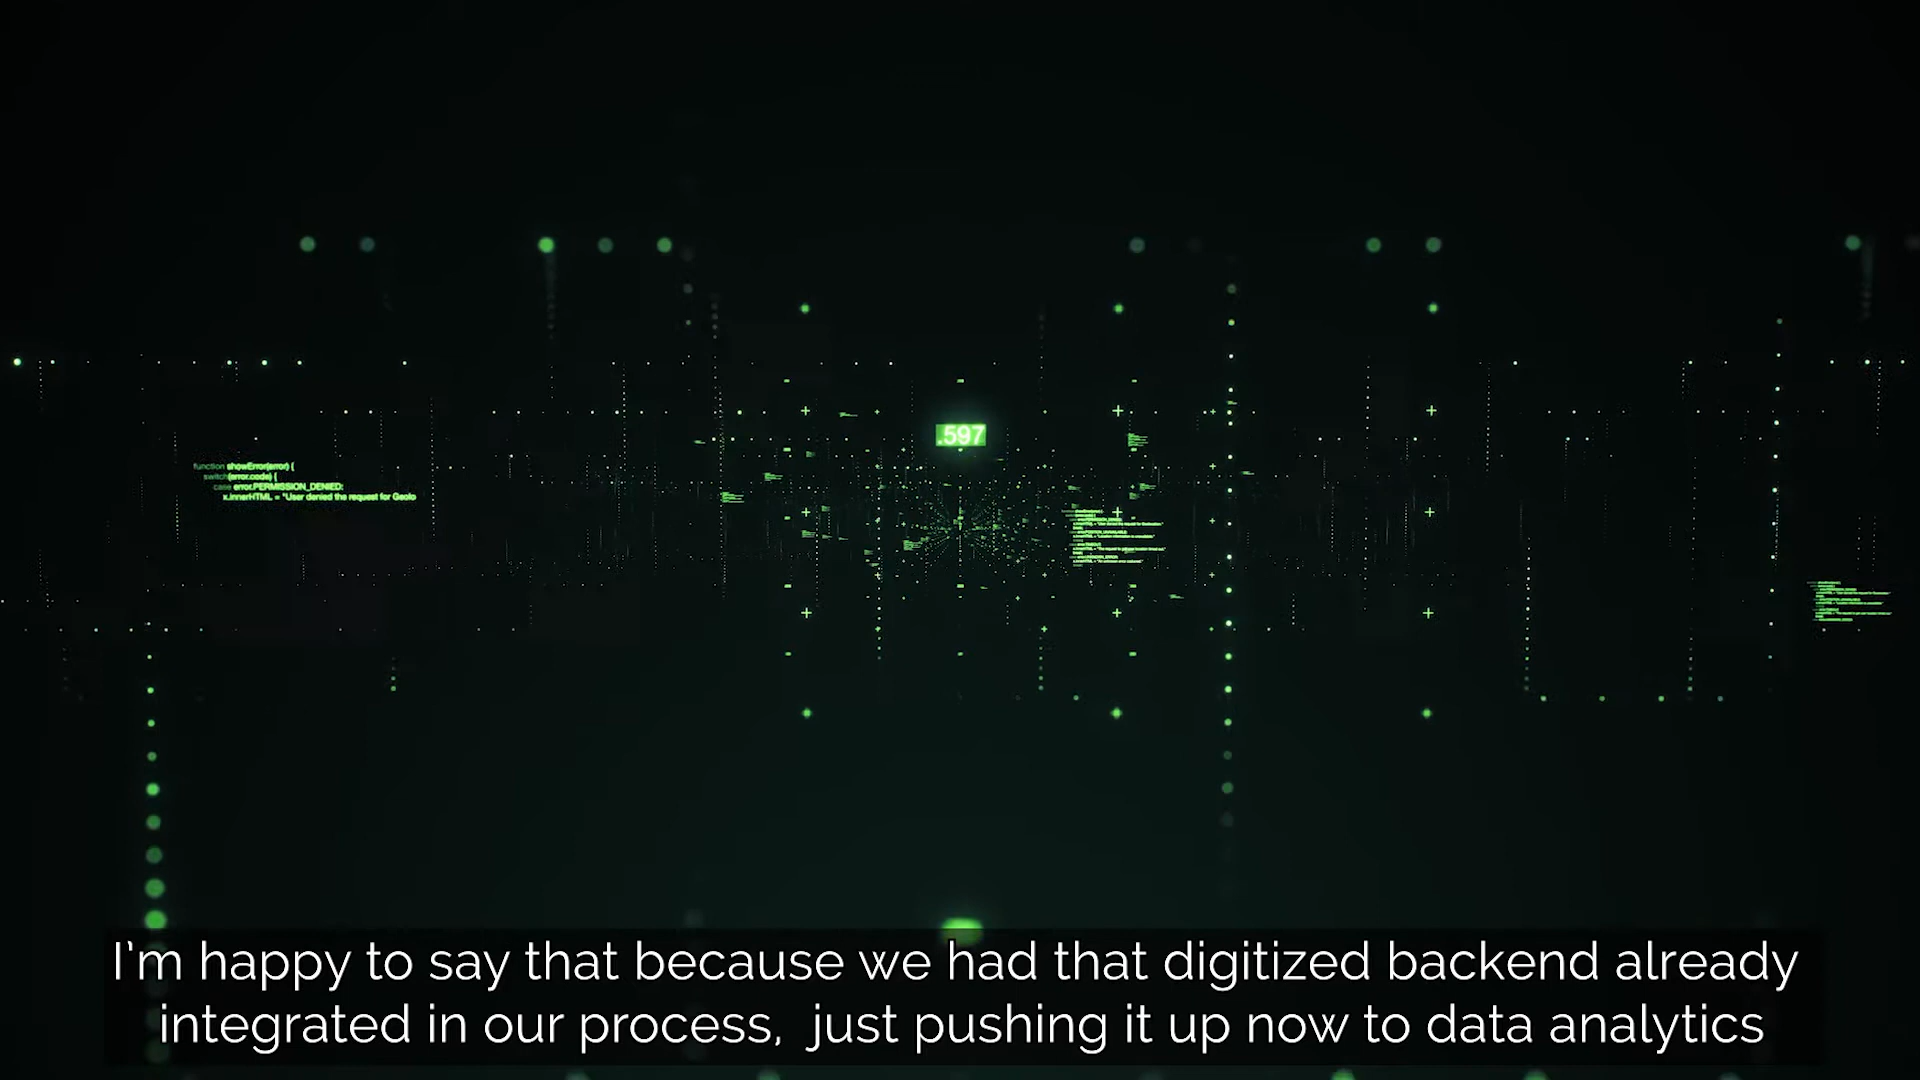 .597
function showError(error) {
switch(error.code) {
case error.PERMISSION_DENIED:
x.innerHTML = "User denied the request for Geolo
I'm happy to say that because we had that digitized backend already
integrated in our process,  just pushing it up now to data analytics